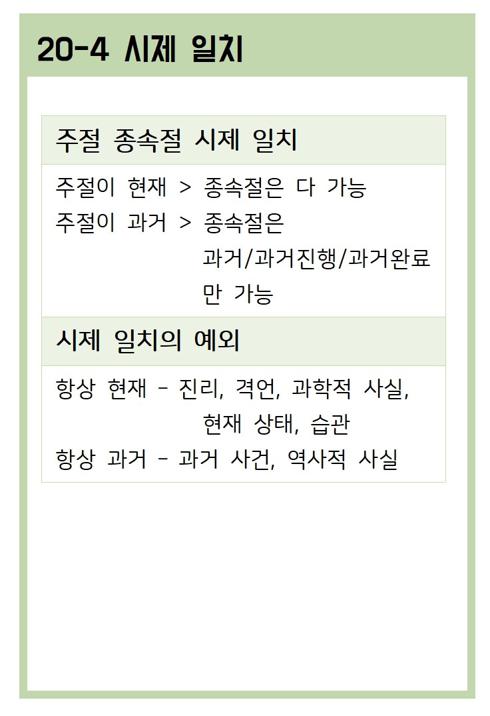 20-4 시제 일치
주절 종속절 시제 일치
주절이 현재 > 종속절은 다 가능
주절이 과거 > 종속절은
과거/과거진행/과거완료
만 가능
시제 일치의 예외
항상 현재 - 진리, 격언, 과학적 사실,
현재 상태, 습관
항상 과거 - 과거 사건, 역사적 사실